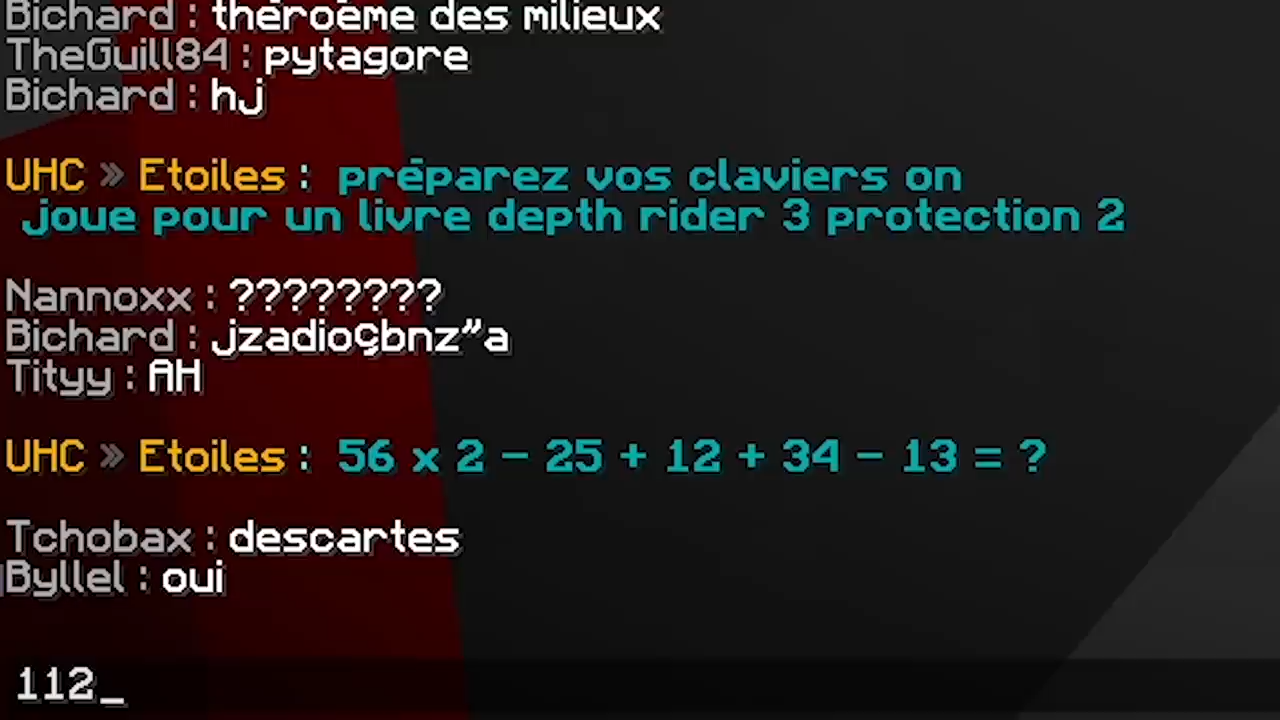 Bichard : théroème des milieux
TheGuill84 : pytagore
Bichard : hj
UHC » Etoiles : préparez vos claviers on
joue pour un livre depth rider 3 protection 2
Nannoxx : ????????
Bichard : jzadioçbnz"a
Tityy : AH
UHC » Etoiles : 56 x 2 - 25 + 12 + 34 - 13 = ?
Tchobax : descartes
Byllel : oui
112_